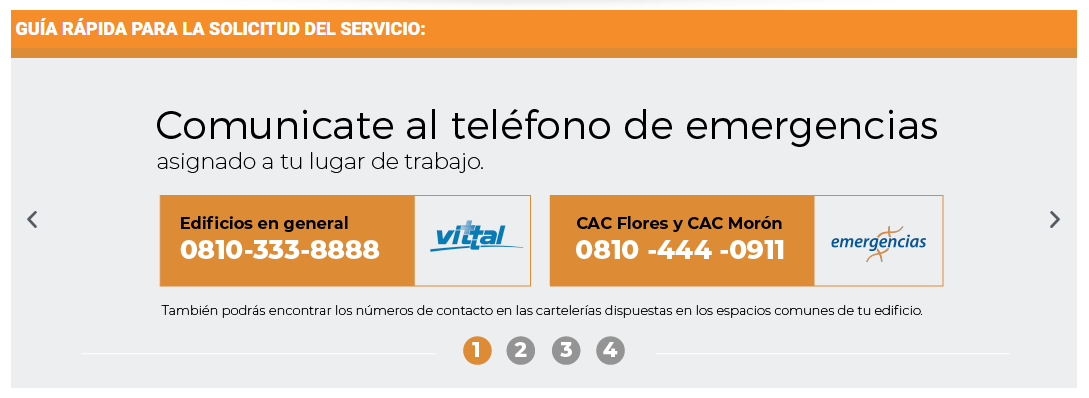 GUÍA RÁPIDA PARA LA SOLICITUD DEL SERVICIO:
Comunicate al teléfono de emergencias
asignado a tu lugar de trabajo.
Edificios en general
0810-333-8888
vittal
CAC Flores y CAC Morón
0810 -444 -0911
emergencias
También podrás encontrar los números de contacto en las cartelerías dispuestas en los espacios comunes de tu edificio.
1 2 3 4